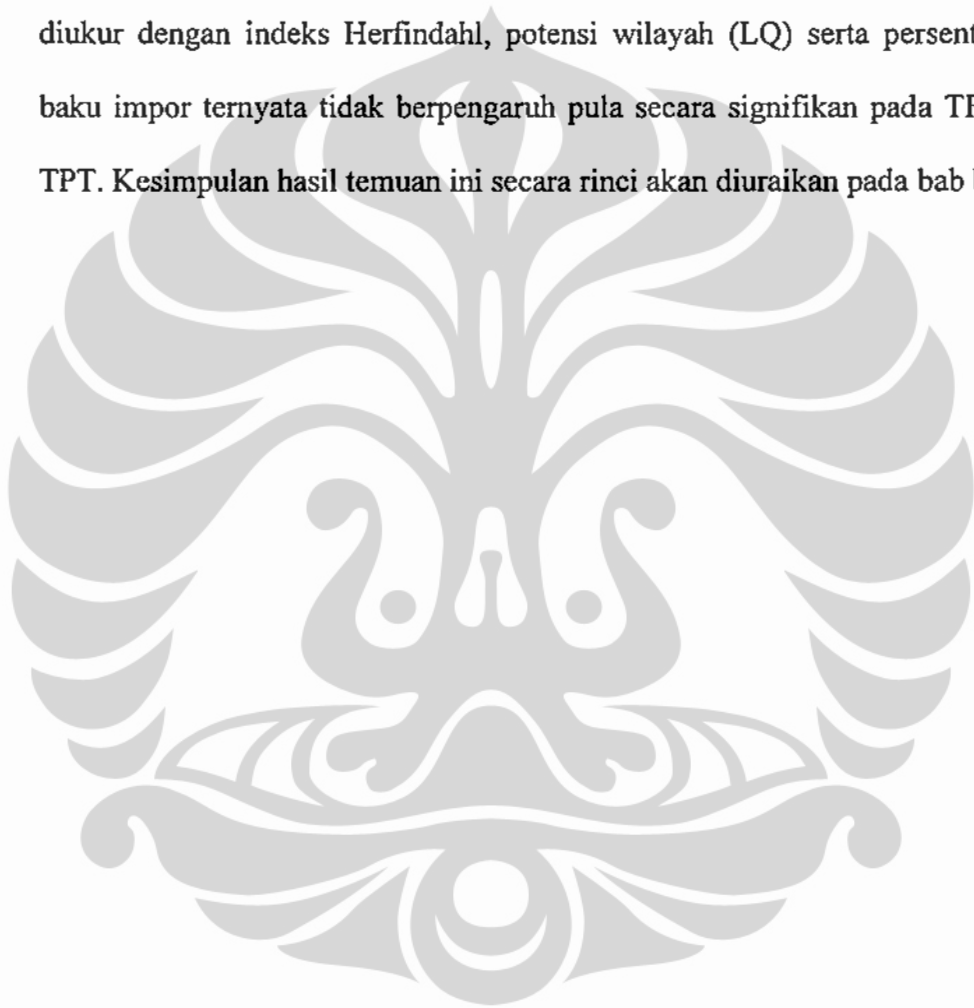 diukur dengan indeks Herfindahl, potensi wilayah (LQ) serta persent
baku impor ternyata tidak berpengaruh pula secara signifikan pada
TPT. Kesimpulan hasil temuan ini secara rinci akan diuraikan pada bab